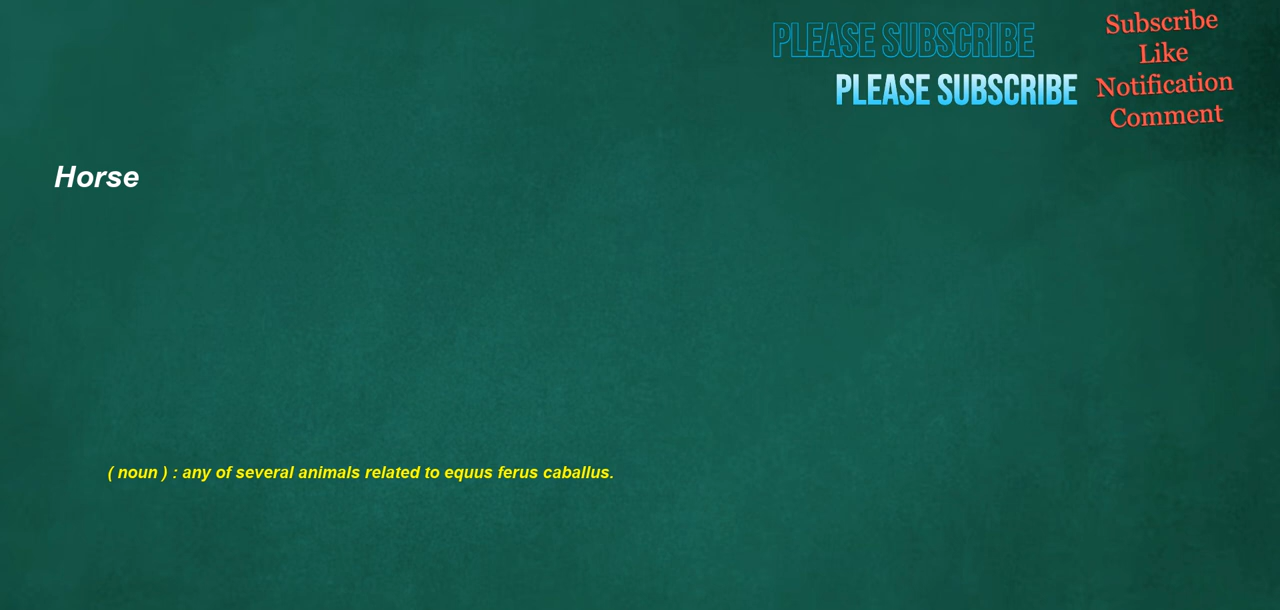 PLEASE SUBSCRIBE
PLEASE SUBSCRIBE
Subscribe
Like
Notification
Comment
Horse
( noun ) : any of several animals related to equus ferus caballus.